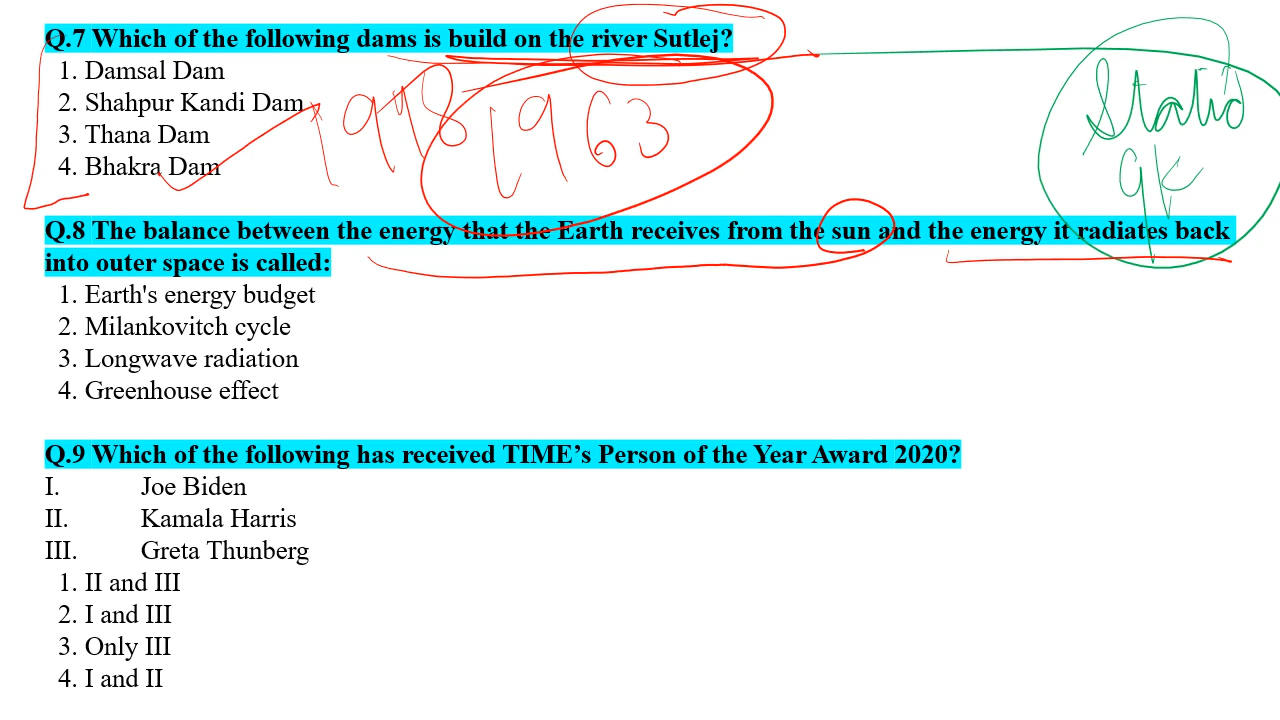 Q.7 Which of the following dams is build on the river Sutlej?
1. Damsal Dam
2. Shahpur Kandi Dam
3. Thana Dam
4. Bhakra Dam
1948
1963
Static
gk
Q.8 The balance between the energy that the Earth receives from the sun and the energy it radiates back
into outer space is called:
1. Earth's energy budget
2. Milankovitch cycle
3. Longwave radiation
4. Greenhouse effect
Q.9 Which of the following has received TIME’s Person of the Year Award 2020?
I. Joe Biden
II. Kamala Harris
III. Greta Thunberg
1. II and III
2. I and III
3. Only III
4. I and II